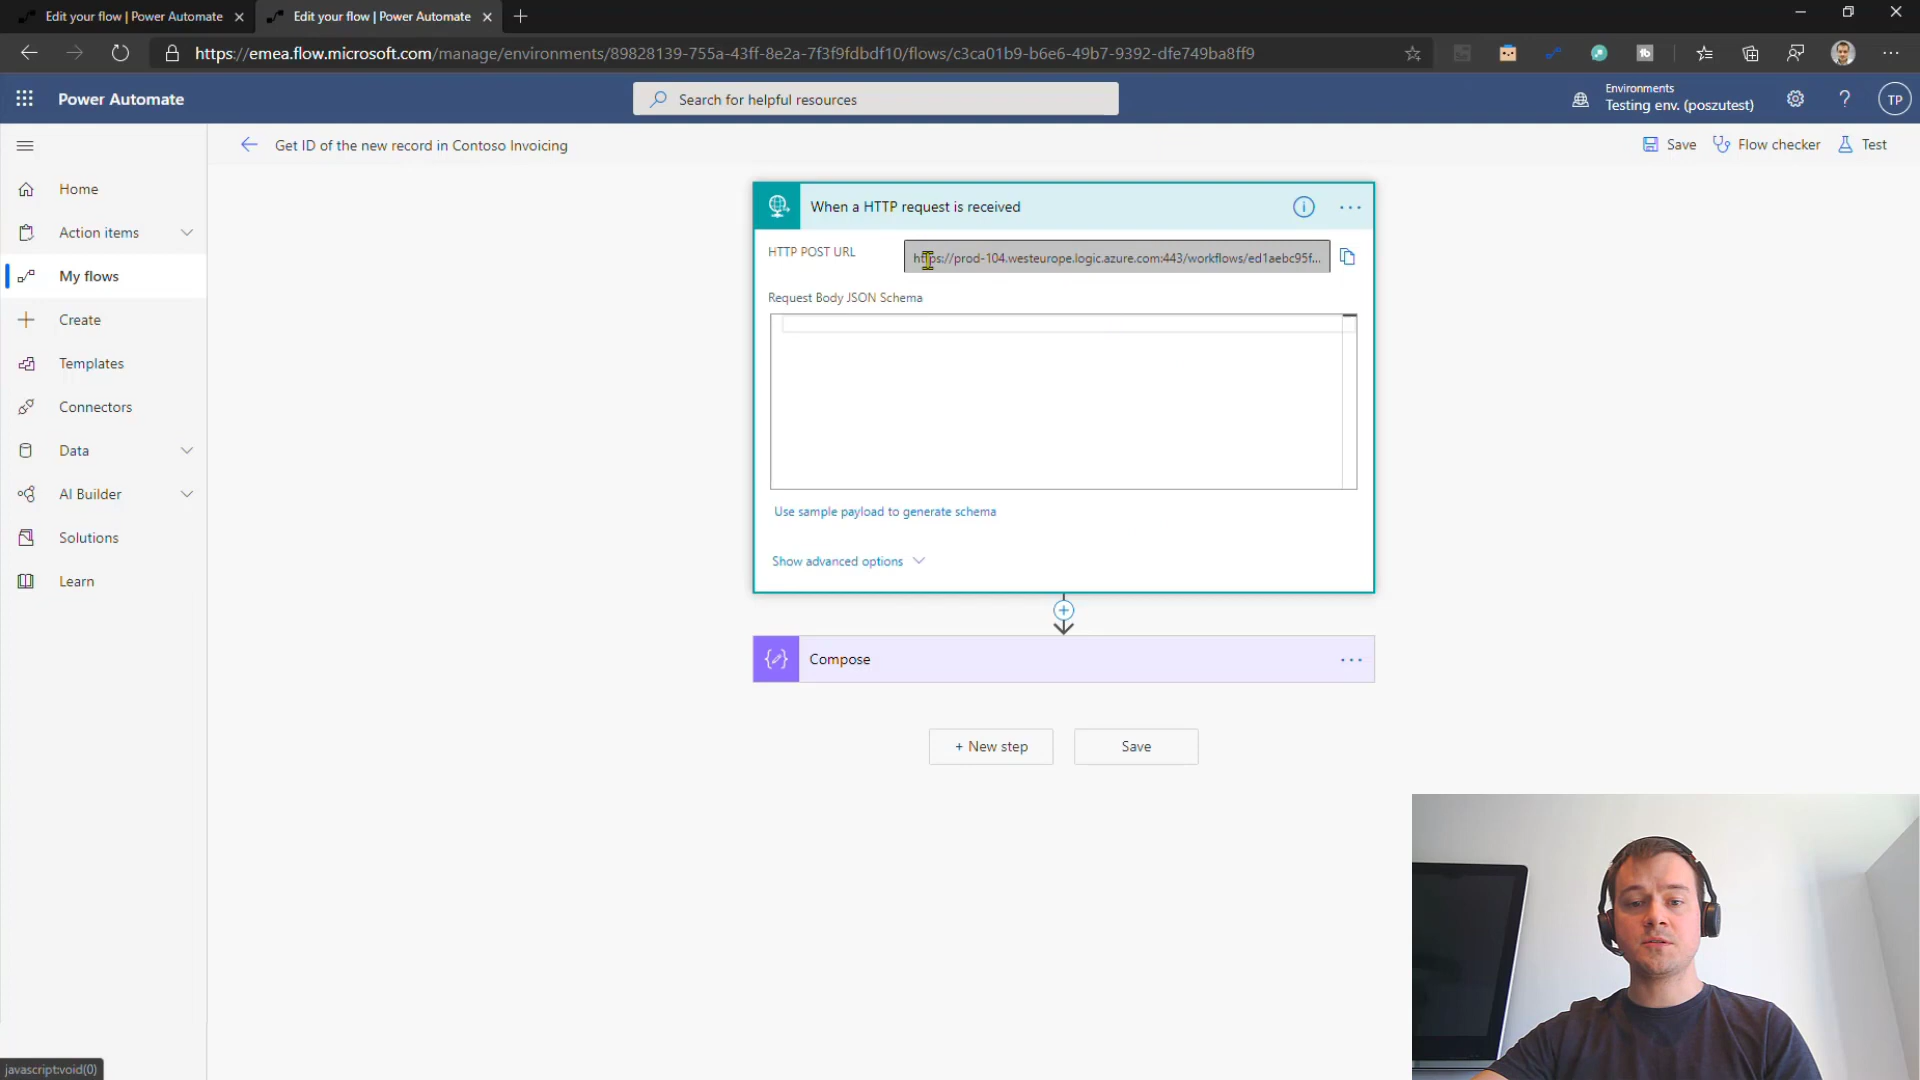 Edit your flow | Power Automate
Edit your flow | Power Automate
https://emea.flow.microsoft.com/manage/environments/89828139-755a-43ff-8e2a-7f3f9fdbdf10/flows/c3ca01b9-b6e6-49b7-9392-dfe749ba8ff9
Power Automate
Search for helpful resources
Environments
Testing env. (poszutest)
TP
Get ID of the new record in Contoso Invoicing
Save
Flow checker
Test
Home
Action items
My flows
Create
Templates
Connectors
Data
AI Builder
Solutions
Learn
When a HTTP request is received
HTTP POST URL
https://prod-104.westeurope.logic.azure.com:443/workflows/ed1aebc95f...
Request Body JSON Schema
Use sample payload to generate schema
Show advanced options
Compose
+ New step
Save
javascript:void(0)